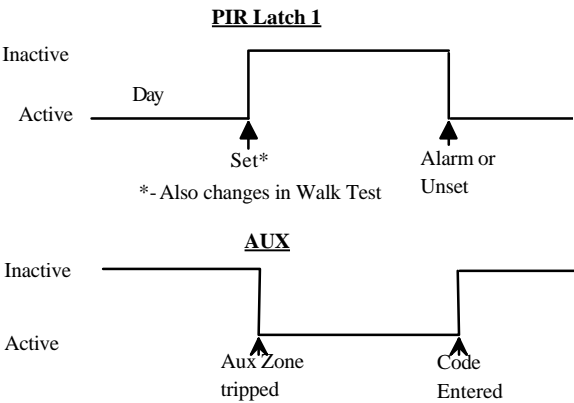 PIR Latch 1
Inactive
Day
Active
Set*
Alarm or
Unset
*- Also changes in Walk Test
AUX
Inactive
Active
Aux Zone
tripped
Code
Entered